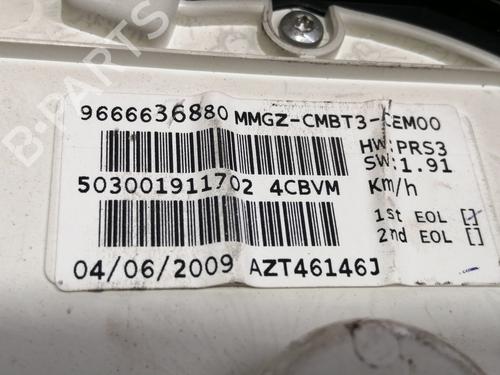 B-PARTS
9666636880 MMGZ-CMBT3-CEM00
HW:PRS3
SW:1.91
503001911702 4CBVM Km/h
1st EOL [/]
2nd EOL []
04/06/2009 AZT46146J